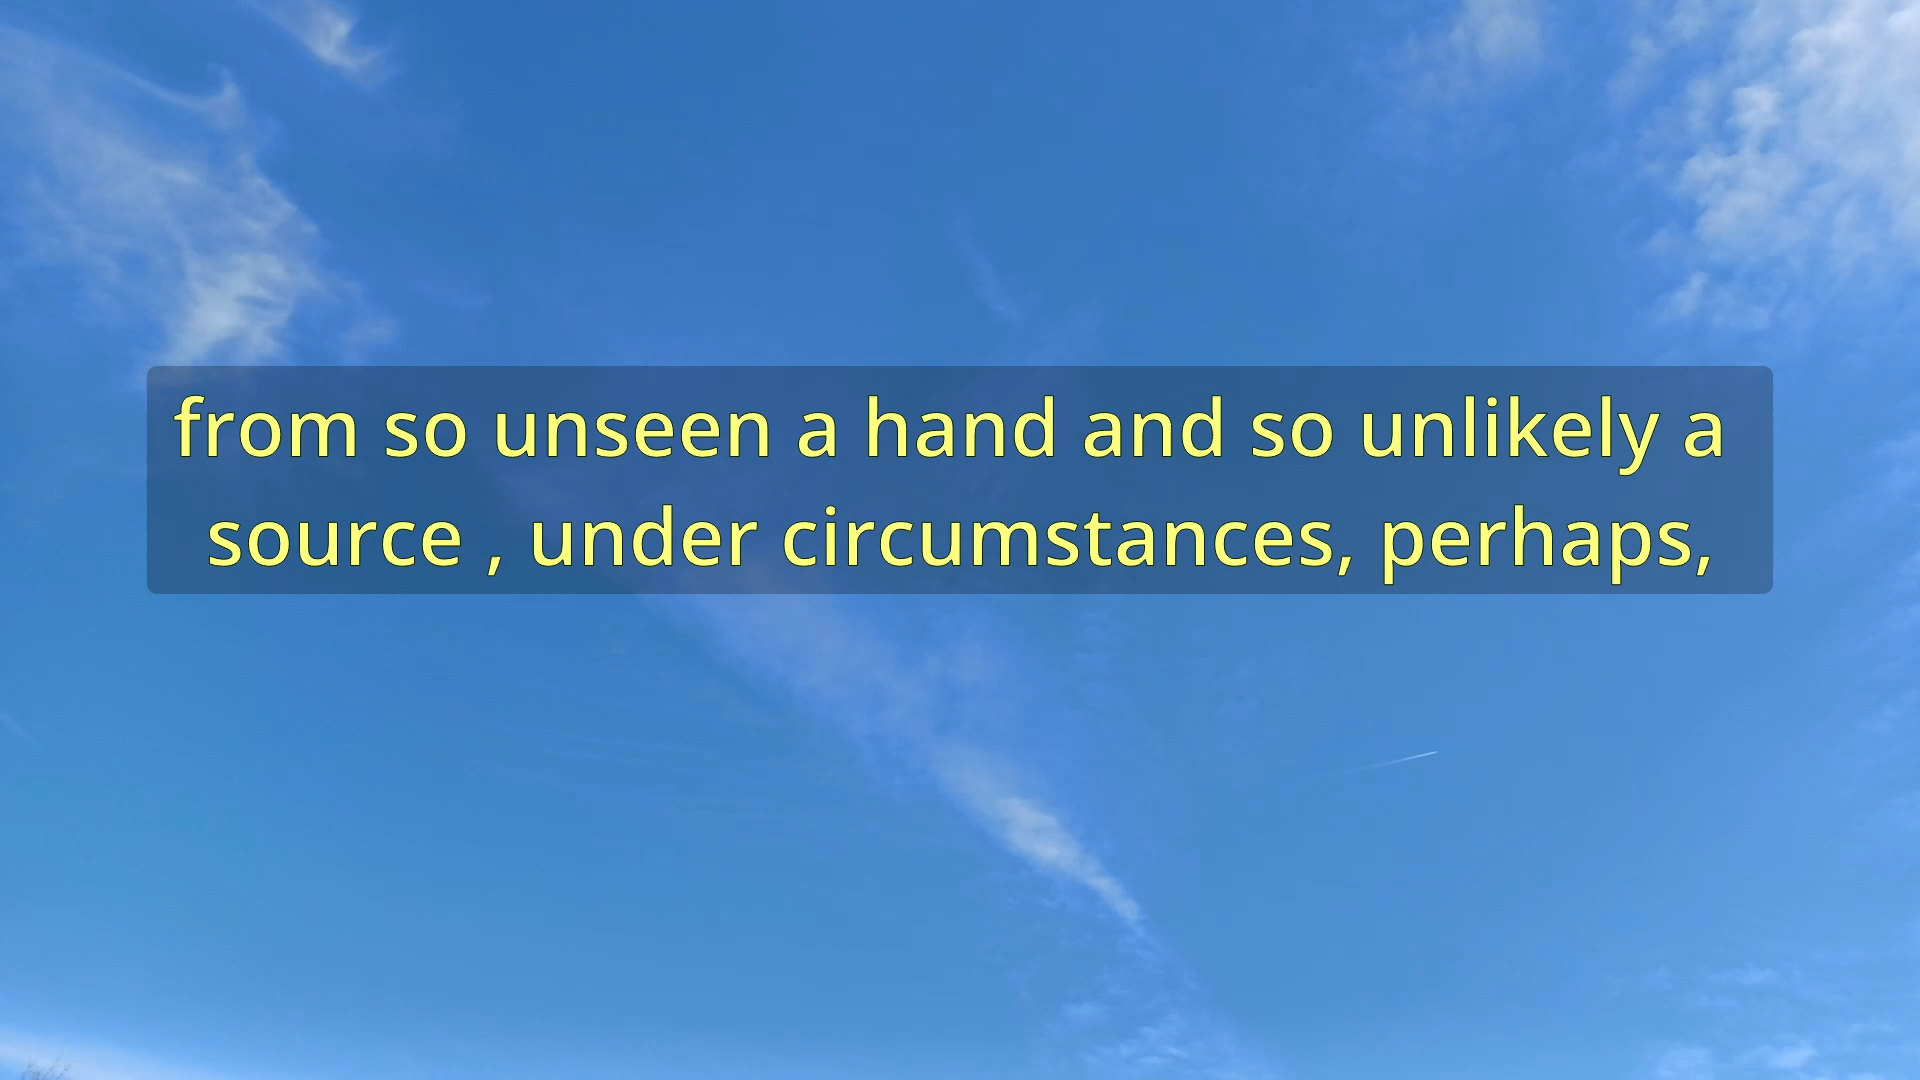 from so unseen a hand and so unlikely a
source , under circumstances, perhaps,